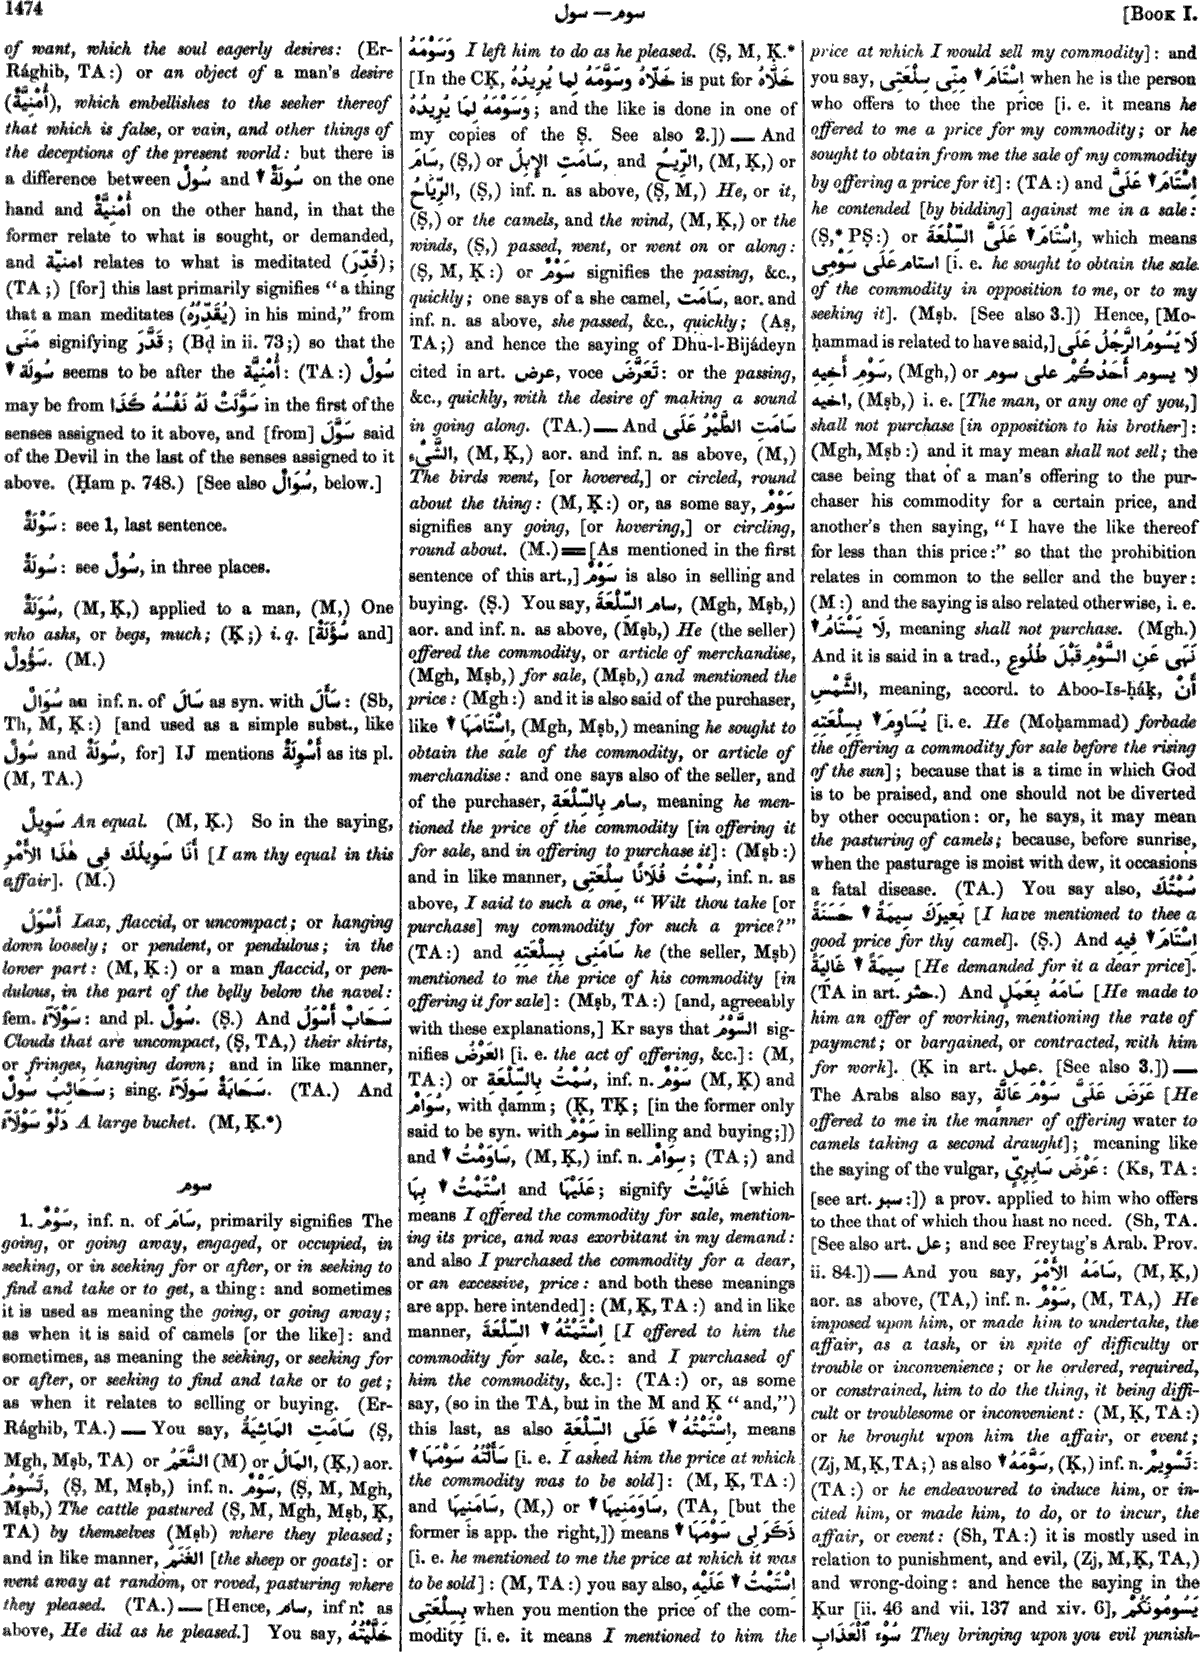 1474
سوم — سول
[BOOK I.
of want, which the soul eagerly desires: (Er-
Rághib, TA:) or an object of a man's desire
(أُمْنِيَّة), which embellishes to the seeker thereof
that which is false, or vain, and other things of
the deceptions of the present world: but there is
a difference between سُولٌ and ↓ سُولَةٌ on the one
hand and أُمْنِيَّةٌ on the other hand, in that the
former relate to what is sought, or demanded,
and امنيّة relates to what is meditated (قُدِّرَ);
(TA;) [for] this last primarily signifies “a thing
that a man meditates (يُقَدِّرُهُ) in his mind,” from
مَنَى signifying قَدَّرَ; (Bḍ in ii. 73;) so that the
سُولٌ ↓ سُولَةٌ seems to be after the أُمْنِيَّة: (TA:)
may be from سَوَّلَتْ لَهُ نَفْسُهُ كَذَا in the first of the
senses assigned to it above, and [from] سَوَّلَ said
of the Devil in the last of the senses assigned to it
above. (Ḥam p. 748.) [See also سُوَالٌ, below.]
سَوْلَةٌ: see 1, last sentence.
سُولَةٌ: see سُولٌ, in three places.
سُوَلَةٌ, (M, Ḳ,) applied to a man, (M,) One
who asks, or begs, much; (Ḳ;) i. q. [سُؤَلَةٌ and]
سَؤُولٌ. (M.)
سُوَالٌ an inf. n. of سَالَ as syn. with سَأَلَ: (Sb,
Th, M, Ḳ:) [and used as a simple subst., like
سُولٌ and سُولَةٌ, for] IJ mentions أَسْوِلَةٌ as its pl.
(M, TA.)
سَوِيلٌ An equal. (M, Ḳ.) So in the saying,
أَنَا سَوِيلُكَ فِى هٰذَا الأَمْرِ [I am thy equal in this
affair]. (M.)
أَسْوَلُ Lax, flaccid, or uncompact; or hanging
down loosely; or pendent, or pendulous; in the
lower part: (M, Ḳ:) or a man flaccid, or pen-
dulous, in the part of the belly below the navel:
fem. سَوْلَآءُ: and pl. سُولٌ. (Ṣ.) And سَحَابٌ أَسْوَلُ
Clouds that are uncompact, (Ṣ, TA,) their skirts,
or fringes, hanging down; and in like manner,
سَحَائِبُ سُولٌ; sing. سَحَابَةٌ سَوْلَآءُ. (TA.) And
دَلْوٌ سَوْلَآءُ A large bucket. (M, Ḳ.*)
سوم
1. سَوْمٌ, inf. n. of سَامَ, primarily signifies The
going, or going away, engaged, or occupied, in
seeking, or in seeking for or after, or in seeking to
find and take or to get, a thing: and sometimes
it is used as meaning the going, or going away;
as when it is said of camels [or the like]: and
sometimes, as meaning the seeking, or seeking for
or after, or seeking to find and take or to get;
as when it relates to selling or buying. (Er-
Rághib, TA.) — You say, سَامَتِ المَاشِيَةُ (Ṣ,
Mgh, Mṣb, TA) or النَّعَمُ (M) or المَالُ, (Ḳ,) aor.
تَسُومُ, (Ṣ, M, Mṣb,) inf. n. سَوْمٌ, (Ṣ, M, Mgh,
Mṣb,) The cattle pastured (Ṣ, M, Mgh, Mṣb, Ḳ,
TA) by themselves (Mṣb) where they pleased;
and in like manner, الغَنَمُ [the sheep or goats]: or
went away at random, or roved, pasturing where
they pleased. (TA.) — [Hence, سام, inf n. as
above, He did as he pleased.] You say, خَلَّيْتُهُ
وَسَوْمَهُ I left him to do as he pleased. (Ṣ, M, Ḳ.*
[In the CK, خَلَّاهُ وَسَوَّمَهُ لِما يُرِيدُهُ is put for خَلَّاهُ
وَسَوْمَهُ لِمَا يُرِيدُهُ; and the like is done in one of
my copies of the Ṣ. See also 2.]) — And
سَامَ, (Ṣ,) or سَامَتِ الإِبِلُ, and الرِّيحُ, (M, Ḳ,) or
الرِّيَاحُ, (Ṣ,) inf. n. as above, (Ṣ, M,) He, or it,
(Ṣ,) or the camels, and the wind, (M, Ḳ,) or the
winds, (Ṣ,) passed, went, or went on or along:
(Ṣ, M, Ḳ:) or سَوْمٌ signifies the passing, &c.,
quickly; one says of a she camel, سَامَتْ, aor. and
inf. n. as above, she passed, &c., quickly; (Aṣ,
TA;) and hence the saying of Dhu-l-Bijádeyn
cited in art. عرض, voce تَعَرَّضَ: or the passing,
&c., quickly, with the desire of making a sound
in going along. (TA.) — And سَامَتِ الطَّيْرُ عَلَى
الشَّىْءِ, (M, Ḳ,) aor. and inf. n. as above, (M,)
The birds went, [or hovered,] or circled, round
about the thing: (M, Ḳ:) or, as some say, سَوْمٌ
signifies any going, [or hovering,] or circling,
round about. (M.) = [As mentioned in the first
sentence of this art.,] سَوْمٌ is also in selling and
buying. (Ṣ.) You say, سام السِّلْعَةَ, (Mgh, Mṣb,)
aor. and inf. n. as above, (Mṣb,) He (the seller)
offered the commodity, or article of merchandise,
(Mgh, Mṣb,) for sale, (Mṣb,) and mentioned the
price: (Mgh:) and it is also said of the purchaser,
like ↓ اِسْتَامَهَا, (Mgh, Mṣb,) meaning he sought to
obtain the sale of the commodity, or article of
merchandise: and one says also of the seller, and
of the purchaser, سام بِالسِّلْعَةِ, meaning he men-
tioned the price of the commodity [in offering it
for sale, and in offering to purchase it]: (Mṣb:)
and in like manner, سُمْتُ فُلَانًا سِلْعَتِى, inf. n. as
above, I said to such a one, “Wilt thou take [or
purchase] my commodity for such a price?”
(TA:) and سَامَنِى بِسِلْعَتِهِ he (the seller, Mṣb)
mentioned to me the price of his commodity [in
offering it for sale]: (Mṣb, TA:) [and, agreeably
with these explanations,] Kr says that السَّوْمُ sig-
nifies العَرْضُ [i. e. the act of offering, &c.]: (M,
TA:) or سُمْتُ بِالسِّلْعَةِ, inf. n. سَوْمٌ (M, Ḳ) and
سُوَامٌ, with ḍamm; (Ḳ, TḲ; [in the former only
said to be syn. with سَوْمٌ in selling and buying;])
and ↓ سَاوَمْتُ, (M, Ḳ,) inf. n. سِوَامٌ; (TA;) and
↓ اِسْتَمْتُ بِهَا and عَلَيْهَا; signify غَالَيْتُ [which
means I offered the commodity for sale, mention-
ing its price, and was exorbitant in my demand:
and also I purchased the commodity for a dear,
or an excessive, price: and both these meanings
are app. here intended]: (M, Ḳ, TA:) and in like
manner, ↓ اِسْتَمْتُهُ السِّلْعَةَ [I offered to him the
commodity for sale, &c.: and I purchased of
him the commodity, &c.]: (TA:) or, as some
say, (so in the TA, but in the M and Ḳ “and,”)
this last, as also ↓ اِسْتَمْتُهُ عَلَى السِّلْعَةِ, means
↓ سَأَلْتُهُ سَوْمَهَا [i. e. I asked him the price at which
the commodity was to be sold]: (M, Ḳ, TA:)
and سَامَنِيهَا, (M,) or ↓ سَاوَمَنِيهَا, (TA, [but the
former is app. the right,]) means ↓ ذَكَرَ لِى سَوْمَهَا
[i. e. he mentioned to me the price at which it was
to be sold]: (M, TA:) you say also, ↓ اِسْتَمْتُ عَلَيْهِ
بِسِلْعَتِى when you mention the price of the com-
modity [i. e. it means I mentioned to him the
price at which I would sell my commodity]: and
you say, ↓ اِسْتَامَ مِنِّى سِلْعَتِى when he is the person
who offers to thee the price [i. e. it means he
offered to me a price for my commodity; or he
sought to obtain from me the sale of my commodity
by offering a price for it]: (TA:) and ↓ اِسْتَامَ عَلَىَّ
he contended [by bidding] against me in a sale:
(Ṣ,* PṢ:) or ↓ اِسْتَامَ عَلَىَّ السِّلْعَةَ, which means
استام عَلَى سَوْمِى [i. e. he sought to obtain the sale
of the commodity in opposition to me, or to my
seeking it]. (Mṣb. [See also 3.]) Hence, [Mo-
ḥammad is related to have said,] لَا يَسُومُ الرَّجُلُ عَلَى
سَوْمِ أَخِيهِ, (Mgh,) or لا يسوم أَحَدُكُمْ على سوم
اخيه, (Mṣb,) i. e. [The man, or any one of you,]
shall not purchase [in opposition to his brother]:
(Mgh, Mṣb:) and it may mean shall not sell; the
case being that of a man's offering to the pur-
chaser his commodity for a certain price, and
another's then saying, “I have the like thereof
for less than this price:” so that the prohibition
relates in common to the seller and the buyer:
(M:) and the saying is also related otherwise, i. e.
↓ لَا يَسْتَامُ, meaning shall not purchase. (Mgh.)
And it is said in a trad., نَهَى عَنِ السَّوْمِ قَبْلَ طُلُوعِ
الشَّمْسِ, meaning, accord. to Aboo-Is-ḥáḳ, أَنْ
↓ يُسَاوِمَ بِسِلْعَتِهِ [i. e. He (Moḥammad) forbade
the offering a commodity for sale before the rising
of the sun]; because that is a time in which God
is to be praised, and one should not be diverted
by other occupation: or, he says, it may mean
the pasturing of camels; because, before sunrise,
when the pasturage is moist with dew, it occasions
a fatal disease. (TA.) You say also, سُمْتُكَ
بَعِيرَكَ سِيمَةً ↓ حَسَنَةً [I have mentioned to thee a
good price for thy camel]. (Ṣ.) And ↓ اِسْتَامَ فِيهِ
سِيمَةً ↓ غَالِيَةً [He demanded for it a dear price].
(TA in art. حثر.) And سَامَهُ بِعَمَلٍ [He made to
him an offer of working, mentioning the rate of
payment; or bargained, or contracted, with him
for work]. (Ḳ in art. عمل. [See also 3.]) —
The Arabs also say, عَرَضَ عَلَىَّ سَوْمَ عَالَّةٍ [He
offered to me in the manner of offering water to
camels taking a second draught]; meaning like
the saying of the vulgar, عَرْضَ سَابِرِىٍّ: (Ks, TA:
[see art. سبر:]) a prov. applied to him who offers
to thee that of which thou hast no need. (Sh, TA.
[See also art. عل; and see Freytag's Arab. Prov.
ii. 84.]) — And you say, سَامَهُ الأَمْرَ, (M, Ḳ,)
aor. as above, (TA,) inf. n. سَوْمٌ, (M, TA,) He
imposed upon him, or made him to undertake, the
affair, as a task, or in spite of difficulty or
trouble or inconvenience; or he ordered, required,
or constrained, him to do the thing, it being diffi-
cult or troublesome or inconvenient: (M, Ḳ, TA:)
or he brought upon him the affair, or event;
(Zj, M, Ḳ, TA;) as also ↓ سَوَّمَهُ, (Ḳ,) inf. n. تَسْوِيمٌ:
(TA:) or he endeavoured to induce him, or in-
cited him, or made him, to do, or to incur, the
affair, or event: (Sh, TA:) it is mostly used in
relation to punishment, and evil, (Zj, M, Ḳ, TA,)
and wrong-doing: and hence the saying in the
Ḳur [ii. 46 and vii. 137 and xiv. 6], يَسُومُونَكُمْ
سُوْءَ ٱلْعَذَابِ They bringing upon you evil punish-